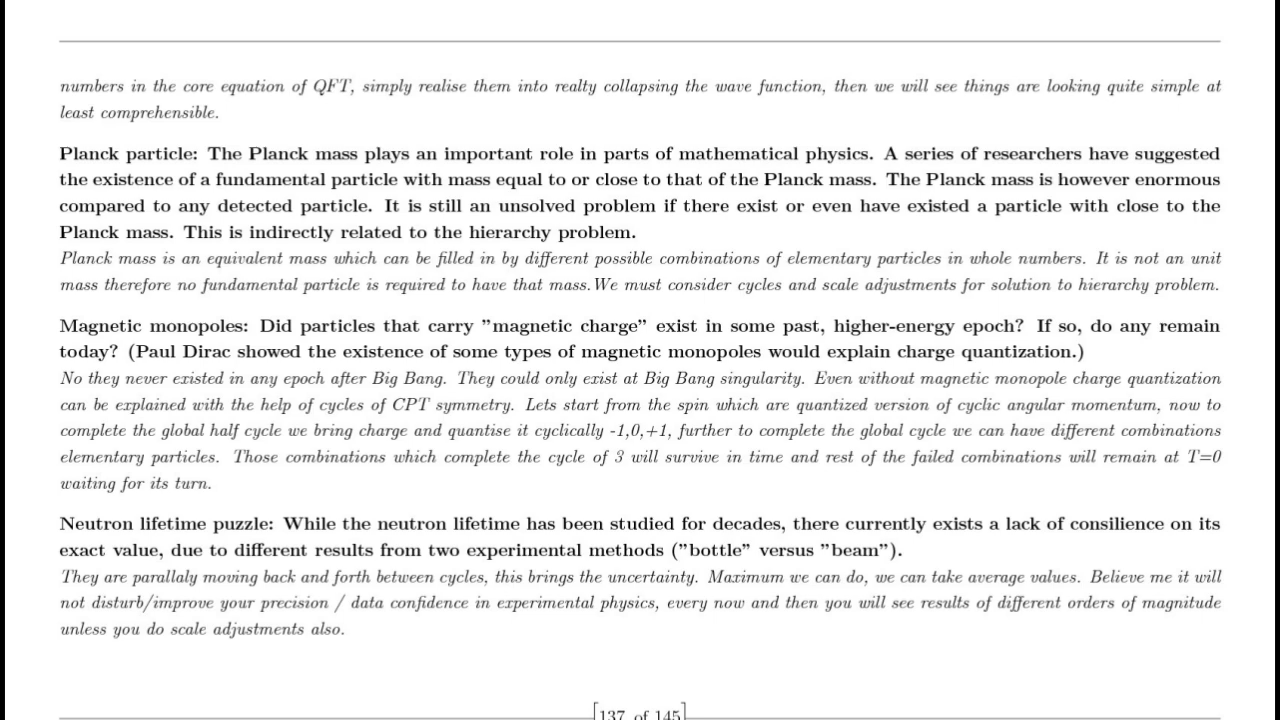 numbers in the core equation of QFT, simply realise them into realty collapsing the wave function, then we will see things are looking quite simple at
least comprehensible.
Planck particle: The Planck mass plays an important role in parts of mathematical physics. A series of researchers have suggested
the existence of a fundamental particle with mass equal to or close to that of the Planck mass. The Planck mass is however enormous
compared to any detected particle. It is still an unsolved problem if there exist or even have existed a particle with close to the
Planck mass. This is indirectly related to the hierarchy problem.
Planck mass is an equivalent mass which can be filled in by different possible combinations of elementary particles in whole numbers. It is not an unit
mass therefore no fundamental particle is required to have that mass.We must consider cycles and scale adjustments for solution to hierarchy problem.
Magnetic monopoles: Did particles that carry ”magnetic charge” exist in some past, higher-energy epoch? If so, do any remain
today? (Paul Dirac showed the existence of some types of magnetic monopoles would explain charge quantization.)
No they never existed in any epoch after Big Bang. They could only exist at Big Bang singularity. Even without magnetic monopole charge quantization
can be explained with the help of cycles of CPT symmetry. Lets start from the spin which are quantized version of cyclic angular momentum, now to
complete the global half cycle we bring charge and quantise it cyclically -1,0,+1, further to complete the global cycle we can have different combinations
elementary particles. Those combinations which complete the cycle of 3 will survive in time and rest of the failed combinations will remain at T=0
waiting for its turn.
Neutron lifetime puzzle: While the neutron lifetime has been studied for decades, there currently exists a lack of consilience on its
exact value, due to different results from two experimental methods (”bottle” versus ”beam”).
They are parallaly moving back and forth between cycles, this brings the uncertainty. Maximum we can do, we can take average values. Believe me it will
not disturb/improve your precision / data confidence in experimental physics, every now and then you will see results of different orders of magnitude
unless you do scale adjustments also.
[137 of 145]